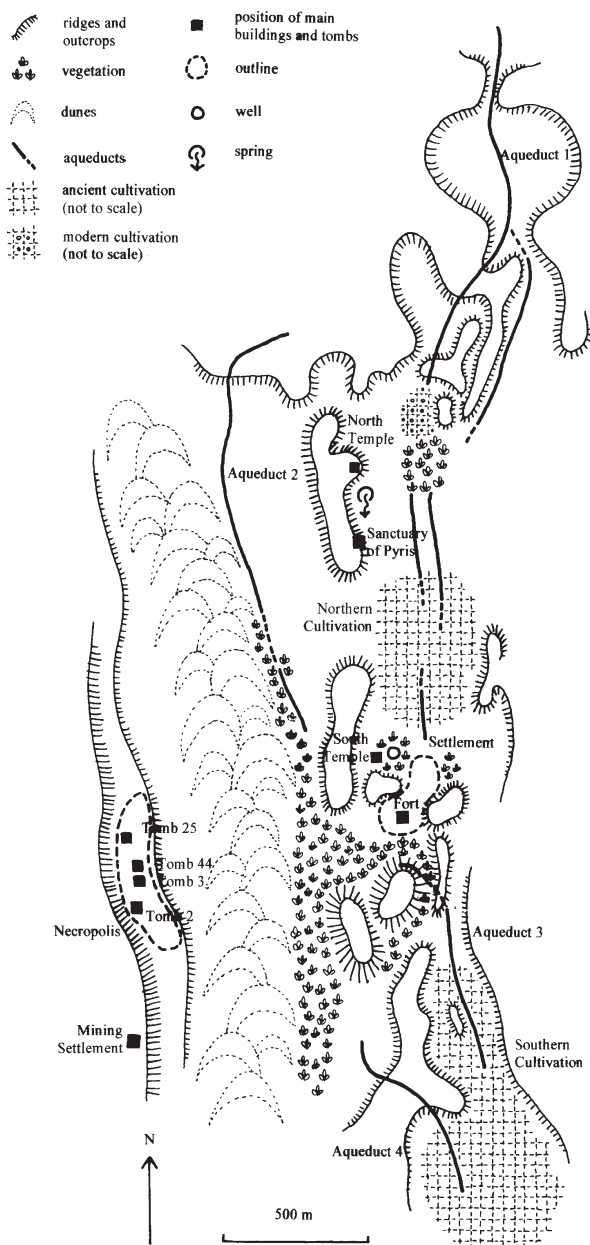 ridges and
outcrops
vegetation
dunes
aqueducts
ancient cultivation
(not to scale)
modern cultivation
(not to scale)
position of main
buildings and tombs
outline
well
spring
Aqueduct 1
North
Temple
Aqueduct 2
Sanctuary
of Pyris
Northern
Cultivation
South
Temple
Settlement
Fort
Tomb 25
Tomb 44
Tomb 3
Tomb 2
Necropolis
Aqueduct 3
Mining
Settlement
Southern
Cultivation
Aqueduct 4
N
500 m